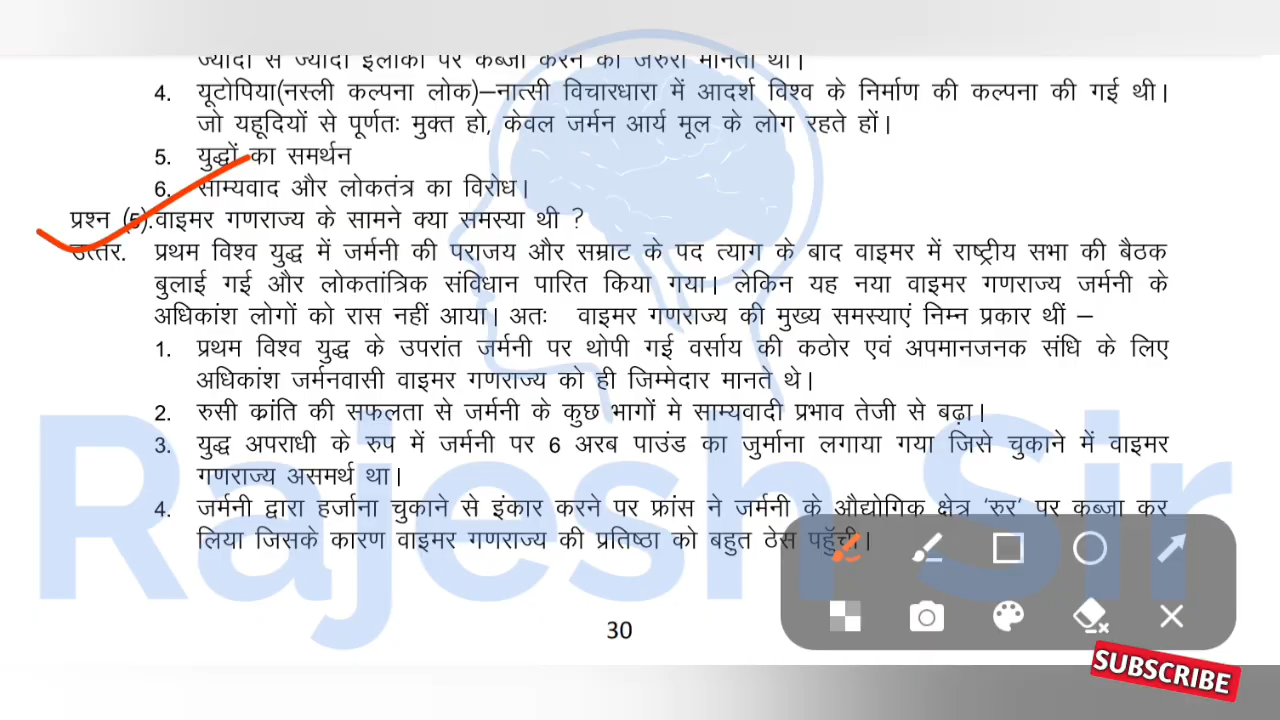 ज्यादा से ज्यादा इलाकों पर कब्जा करने को जरुरी मानता था।
4. यूटोपिया(नस्ली कल्पना लोक)–नात्सी विचारधारा में आदर्श विश्व के निर्माण की कल्पना की गई थी।
जो यहूदियों से पूर्णतः मुक्त हो, केवल जर्मन आर्य मूल के लोग रहते हों।
5. युद्धों का समर्थन
6. साम्यवाद और लोकतंत्र का विरोध।
प्रश्न (5).वाइमर गणराज्य के सामने क्या समस्या थी ?
उत्तर. प्रथम विश्व युद्ध में जर्मनी की पराजय और सम्राट के पद त्याग के बाद वाइमर में राष्ट्रीय सभा की बैठक
बुलाई गई और लोकतांत्रिक संविधान पारित किया गया। लेकिन यह नया वाइमर गणराज्य जर्मनी के
अधिकांश लोगों को रास नहीं आया। अतः वाइमर गणराज्य की मुख्य समस्याएं निम्न प्रकार थीं –
1. प्रथम विश्व युद्ध के उपरांत जर्मनी पर थोपी गई वर्साय की कठोर एवं अपमानजनक संधि के लिए
अधिकांश जर्मनवासी वाइमर गणराज्य को ही जिम्मेदार मानते थे।
2. रुसी क्रांति की सफलता से जर्मनी के कुछ भागों मे साम्यवादी प्रभाव तेजी से बढ़ा।
3. युद्ध अपराधी के रुप में जर्मनी पर 6 अरब पाउंड का जुर्माना लगाया गया जिसे चुकाने में वाइमर
गणराज्य असमर्थ था।
4. जर्मनी द्वारा हर्जाना चुकाने से इंकार करने पर फ्रांस ने जर्मनी के औद्योगिक क्षेत्र ‘रुर’ पर कब्जा कर
लिया जिसके कारण वाइमर गणराज्य की प्रतिष्ठा को बहुत ठेस पहुँची।
Rajesh Sir
30
SUBSCRIBE